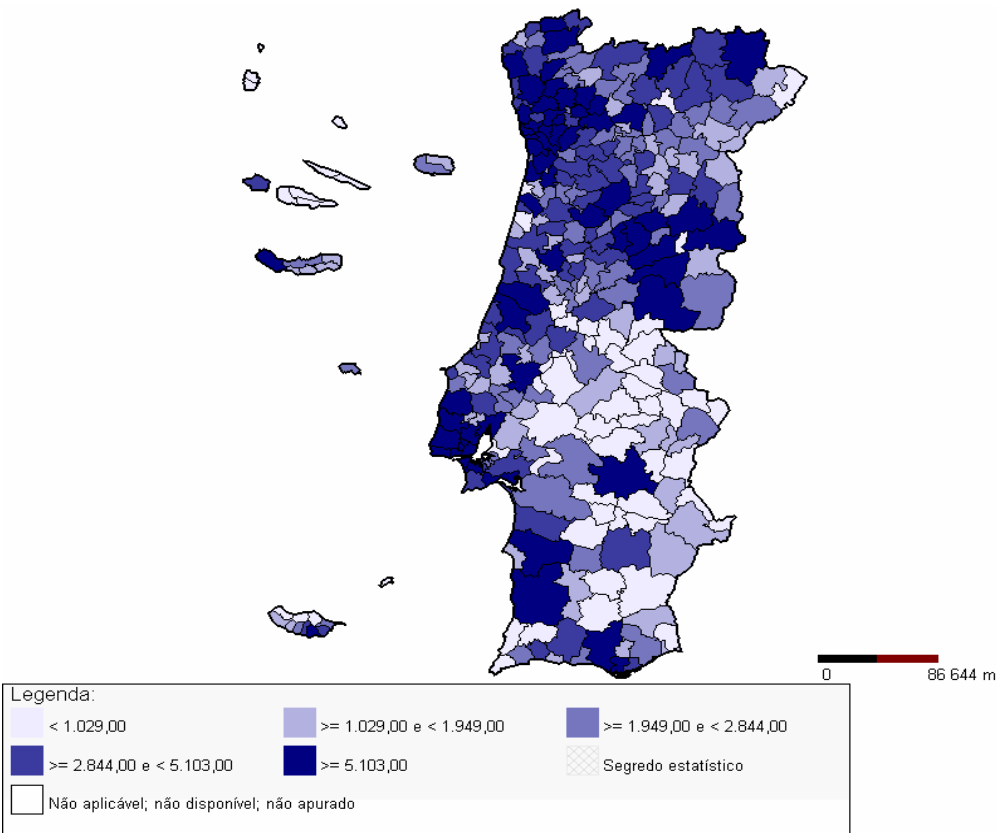 0 86 644 m
Legenda:
< 1.029,00 >= 1.029,00 e < 1.949,00 >= 1.949,00 e < 2.844,00
>= 2.844,00 e < 5.103,00 >= 5.103,00 Segredo estatístico
Não aplicável; não disponível; não apurado